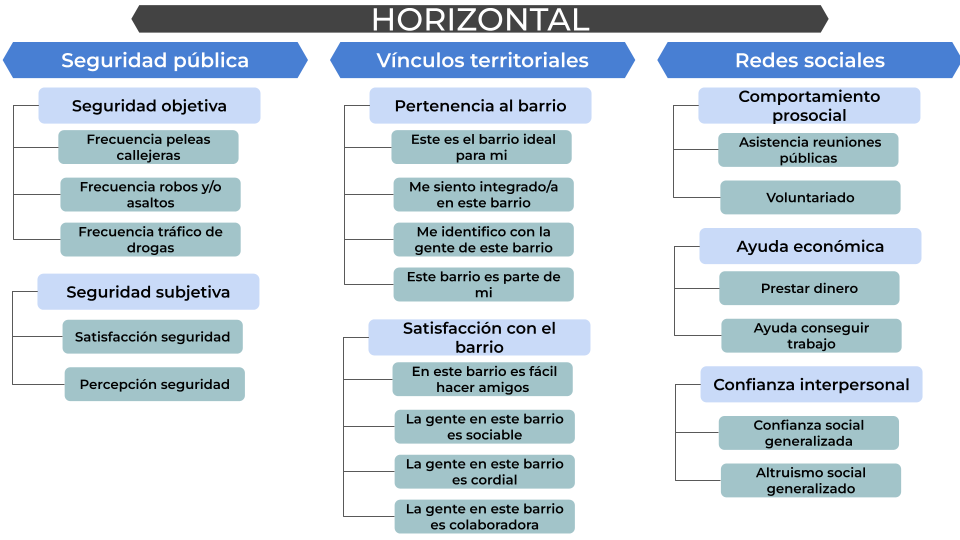 HORIZONTAL
Seguridad pública
Seguridad objetiva
Frecuencia peleas
callejeras
Frecuencia robos y/o
asaltos
Frecuencia tráfico de
drogas
Seguridad subjetiva
Satisfacción seguridad
Percepción seguridad
Vínculos territoriales
Pertenencia al barrio
Este es el barrio ideal
para mi
Me siento integrado/a
en este barrio
Me identifico con la
gente de este barrio
Este barrio es parte de
mi
Satisfacción con el
barrio
En este barrio es fácil
hacer amigos
La gente en este barrio
es sociable
La gente en este barrio
es cordial
La gente en este barrio
es colaboradora
Redes sociales
Comportamiento
prosocial
Asistencia reuniones
públicas
Voluntariado
Ayuda económica
Prestar dinero
Ayuda conseguir
trabajo
Confianza interpersonal
Confianza social
generalizada
Altruismo social
generalizado